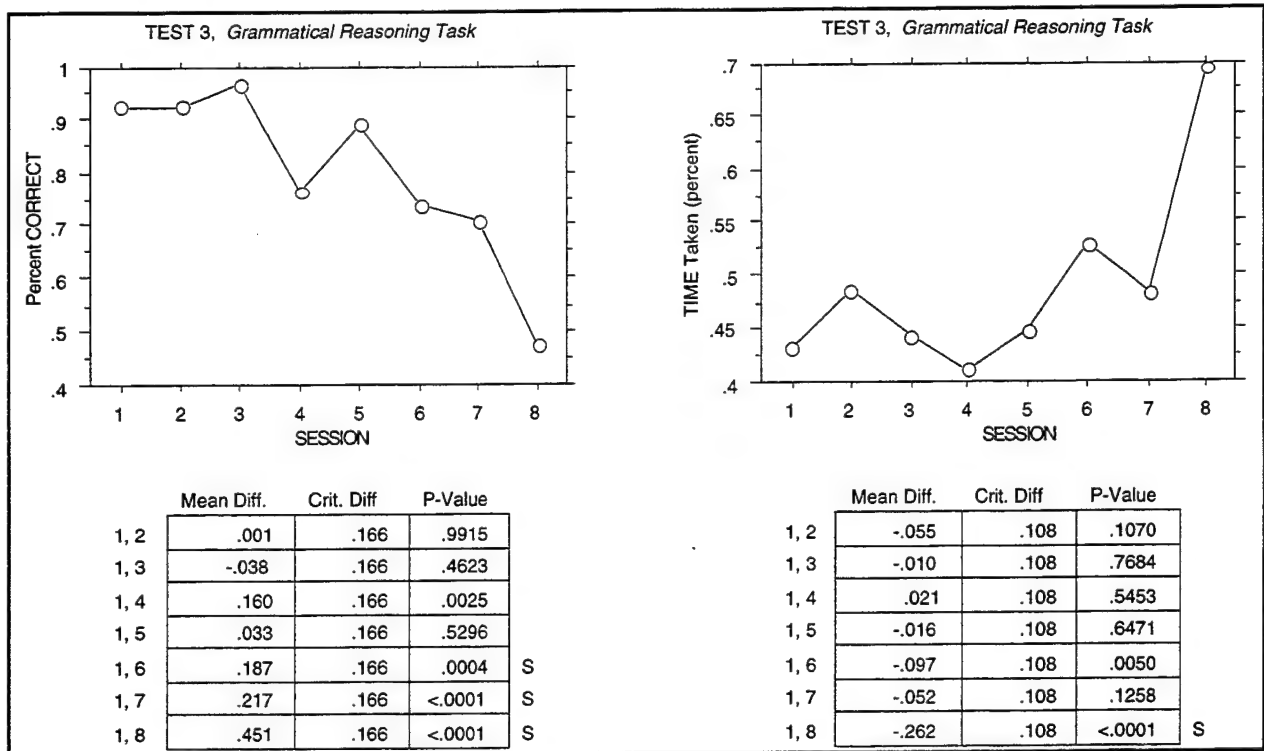 TEST 3, Grammatical Reasoning Task
Percent CORRECT
1
.9
.8
.7
.6
.5
.4
1 2 3 4 5 6 7 8
SESSION
Mean Diff. Crit. Diff P-Value
1, 2 .001 .166 .9915
1, 3 -.038 .166 .4623
1, 4 .160 .166 .0025
1, 5 .033 .166 .5296
1, 6 .187 .166 .0004 S
1, 7 .217 .166 <.0001 S
1, 8 .451 .166 <.0001 S
TEST 3, Grammatical Reasoning Task
TIME Taken (percent)
.7
.65
.6
.55
.5
.45
.4
1 2 3 4 5 6 7 8
SESSION
Mean Diff. Crit. Diff P-Value
1, 2 -.055 .108 .1070
1, 3 -.010 .108 .7684
1, 4 .021 .108 .5453
1, 5 -.016 .108 .6471
1, 6 -.097 .108 .0050
1, 7 -.052 .108 .1258
1, 8 -.262 .108 <.0001 S